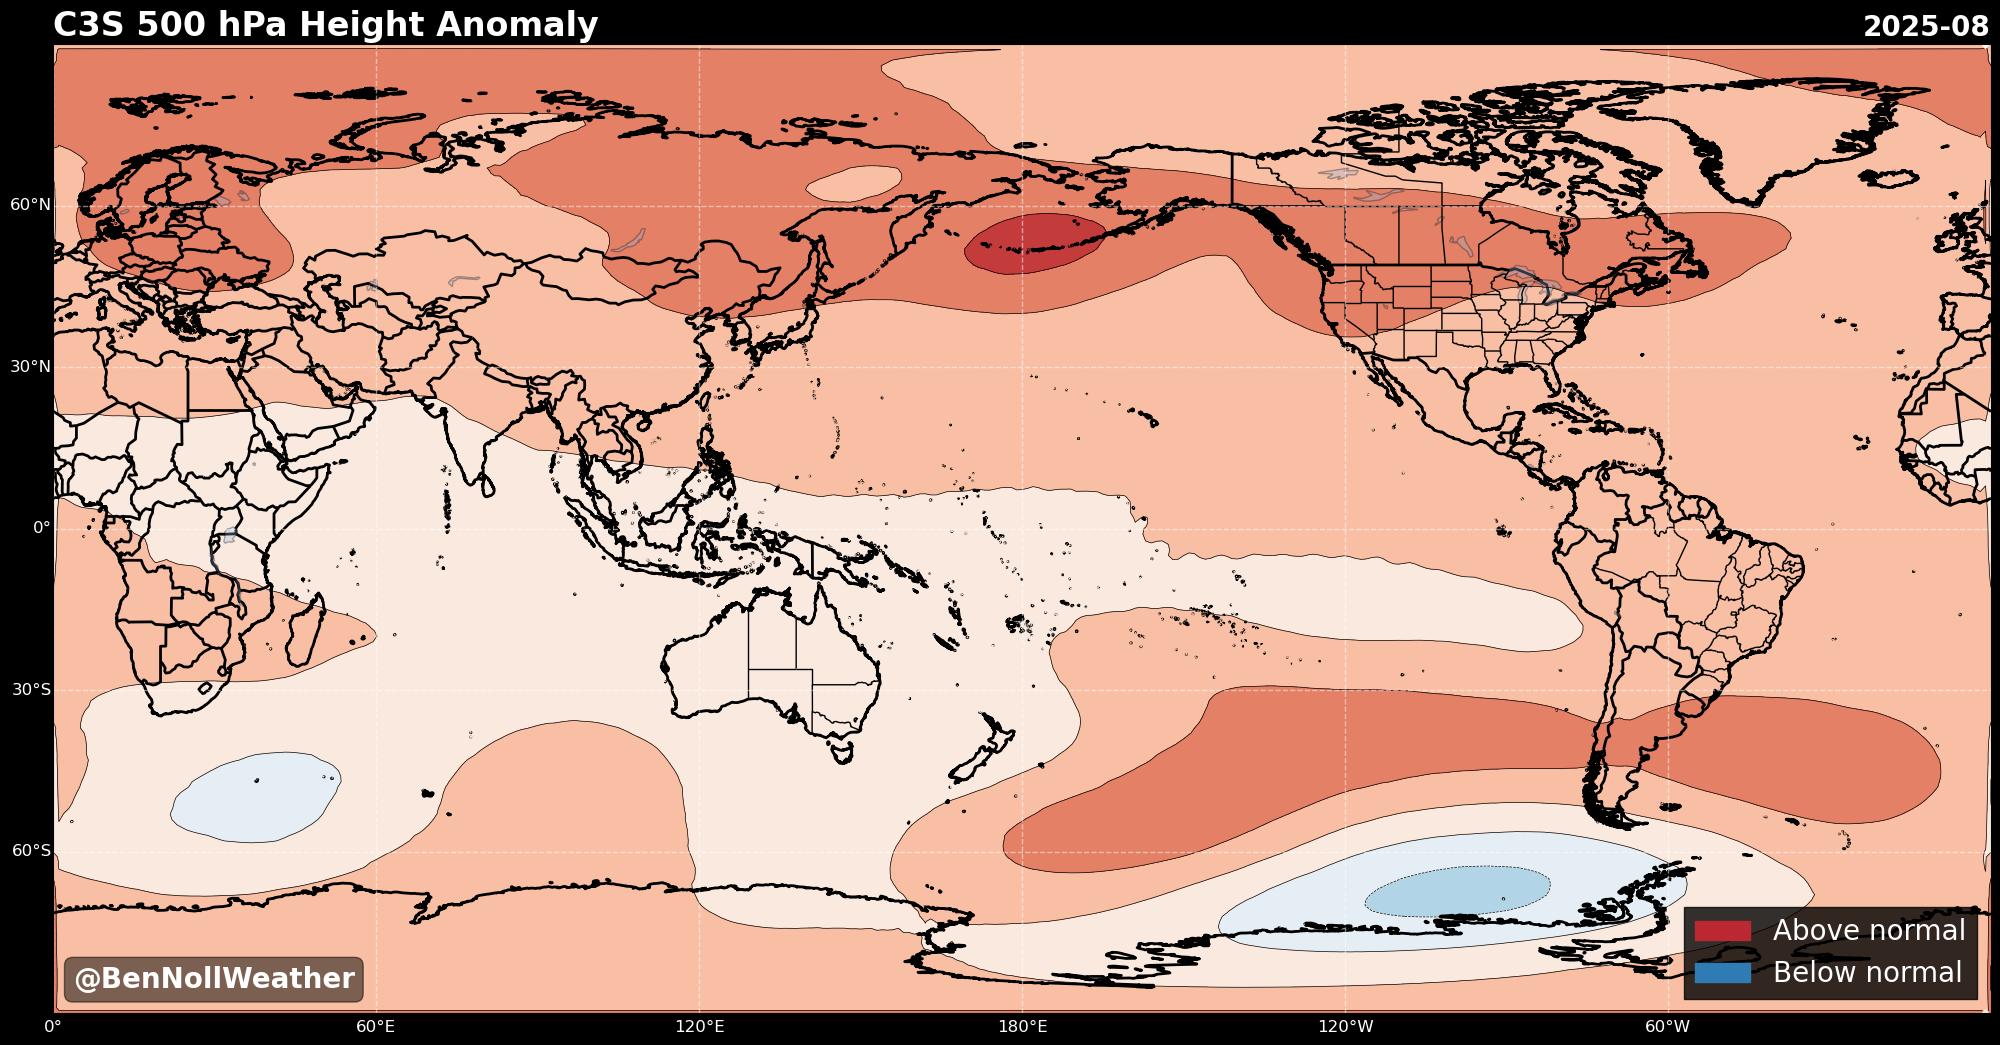 C3S 500 hPa Height Anomaly
2025-08
60°N
30°N
0°
30°S
60°S
Above normal
Below normal
@BenNollWeather
0°
60°E
120°E
180°E
120°W
60°W